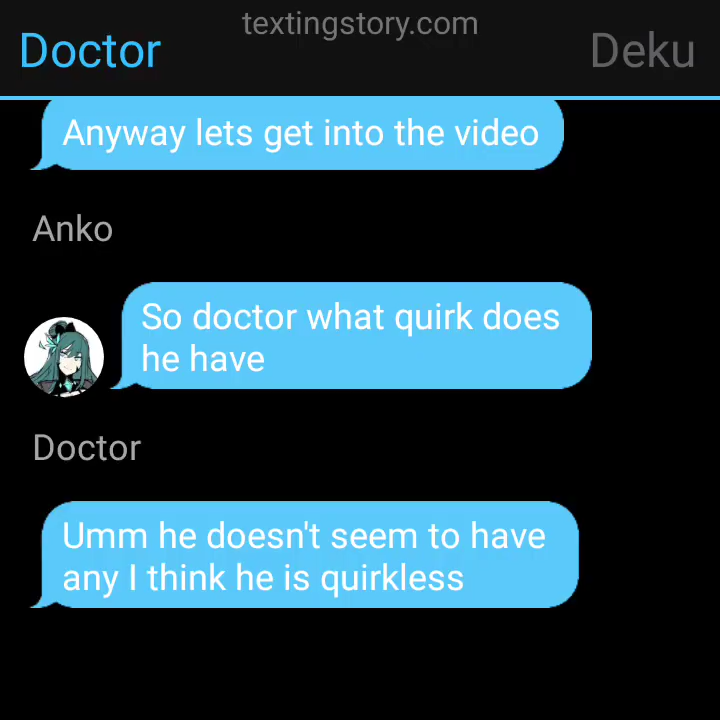 textingstory.com
Doctor
Deku
Anyway lets get into the video
Anko
So doctor what quirk does
he have
Doctor
Umm he doesn't seem to have
any I think he is quirkless